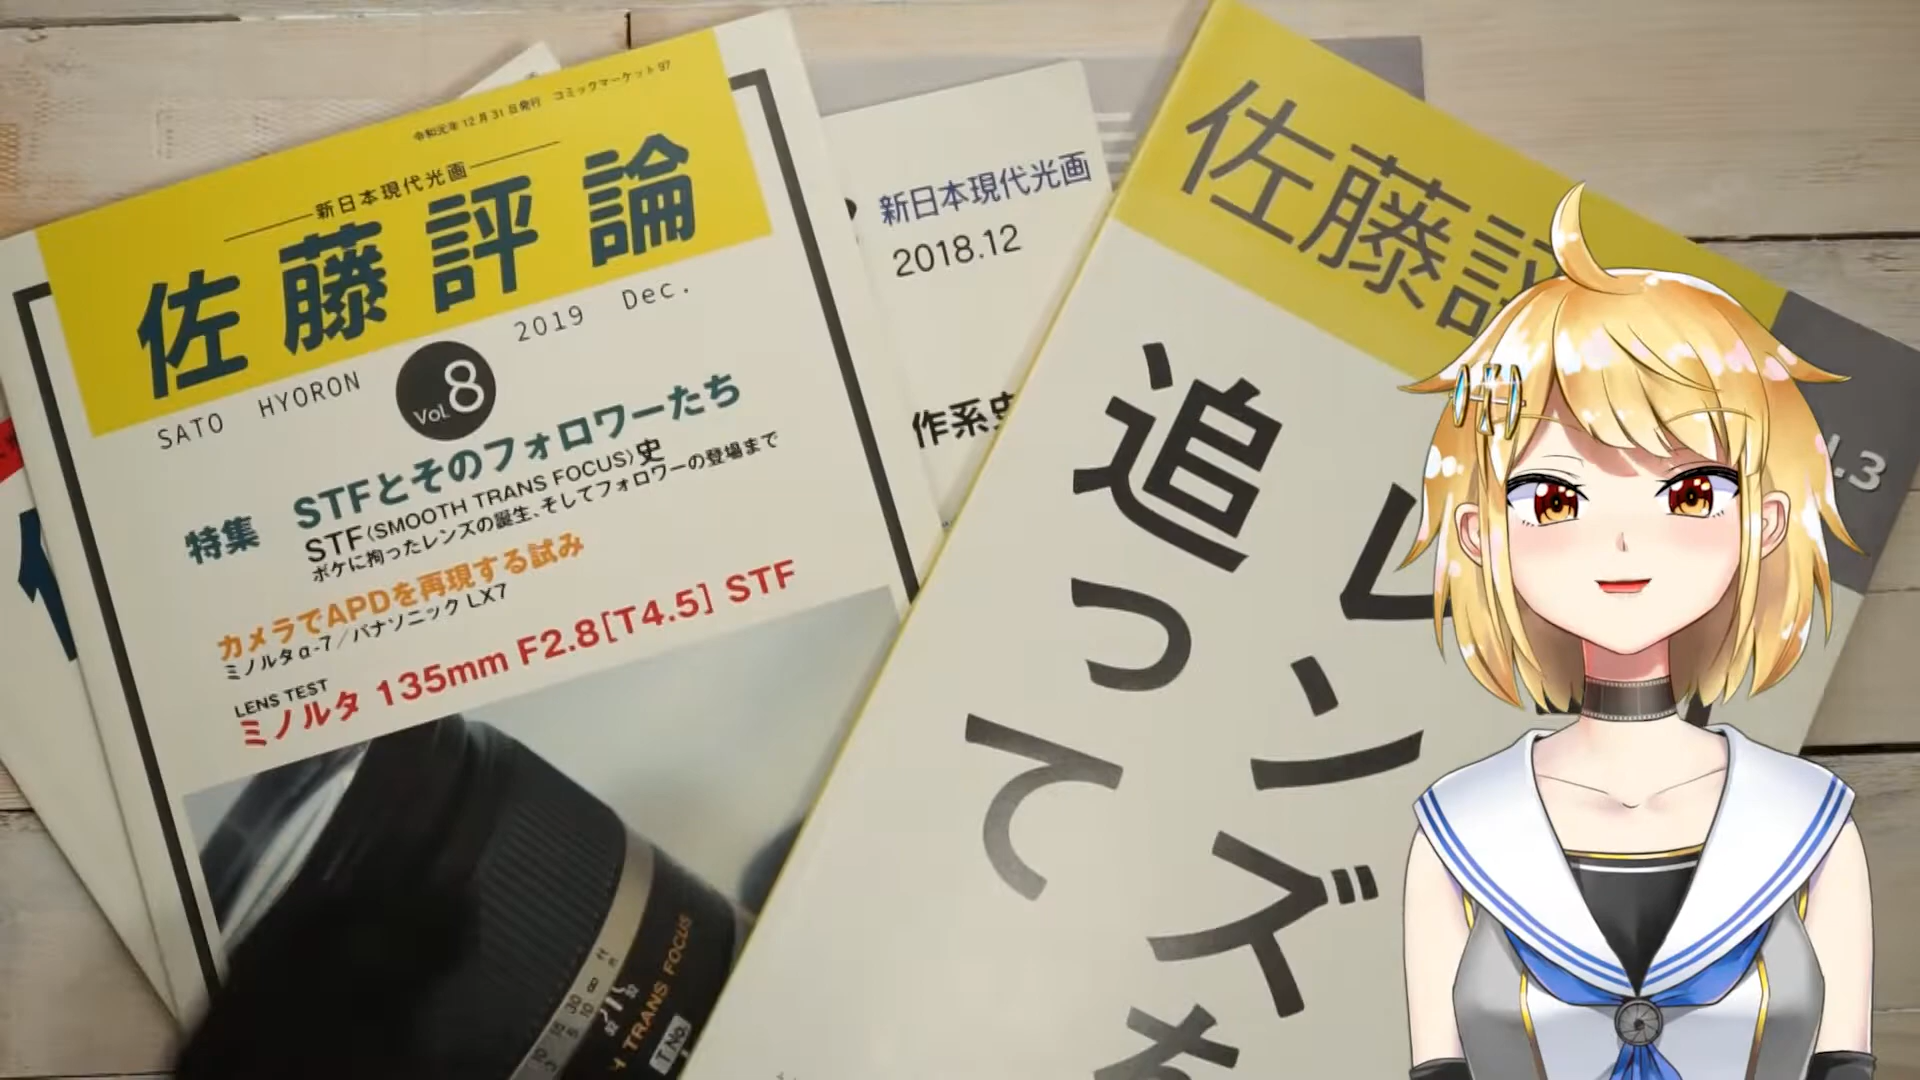 令和元年12月31日発行 コミックマーケット97
新日本現代光画
佐藤評論
SATO HYORON
2019 Dec.
VOL.8
特集 STFとそのフォロワーたち
STF(SMOOTH TRANS FOCUS)史
ボケに拘ったレンズの誕生、そしてフォロワーの登場まで
カメラでAPDを再現する試み
ミノルタα-7/パナソニック LX7
LENS TEST
ミノルタ 135mm F2.8[T4.5] STF
TRANS FOCUS
T No.
新日本現代光画
2018.12
作系史
佐藤評
.3
レンズを
追って